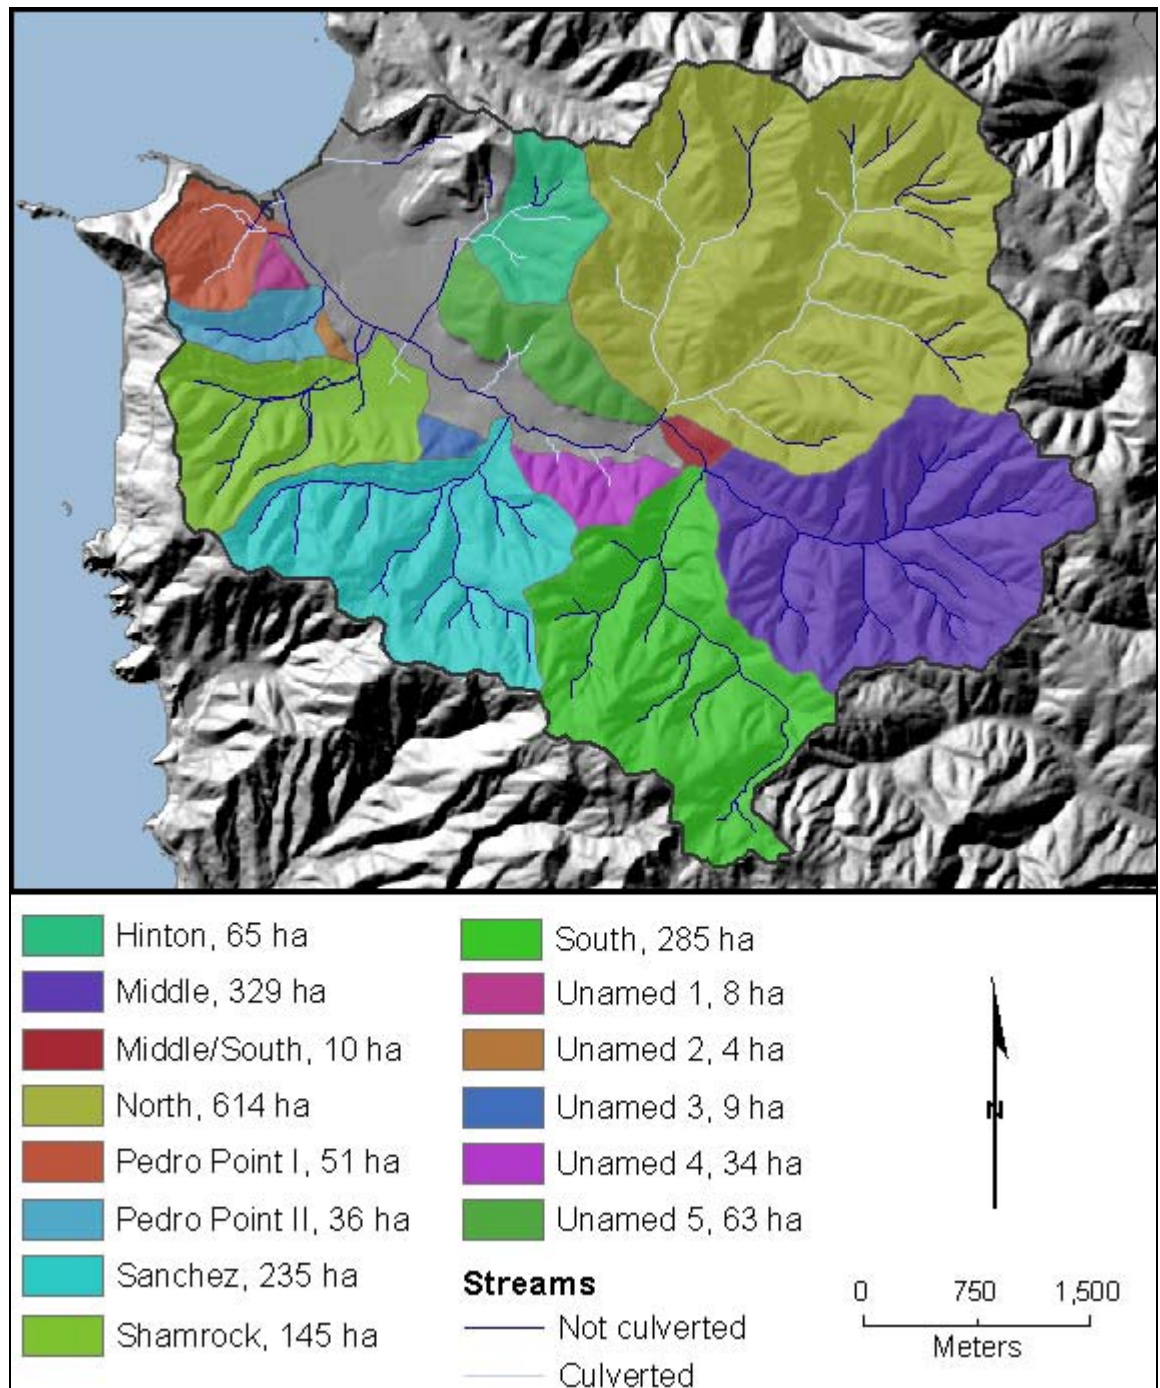 Hinton, 65 ha
Middle, 329 ha
Middle/South, 10 ha
North, 614 ha
Pedro Point I, 51 ha
Pedro Point II, 36 ha
Sanchez, 235 ha
Shamrock, 145 ha
South, 285 ha
Unamed 1, 8 ha
Unamed 2, 4 ha
Unamed 3, 9 ha
Unamed 4, 34 ha
Unamed 5, 63 ha
Streams
Not culverted
Culverted
N
0 750 1,500
Meters